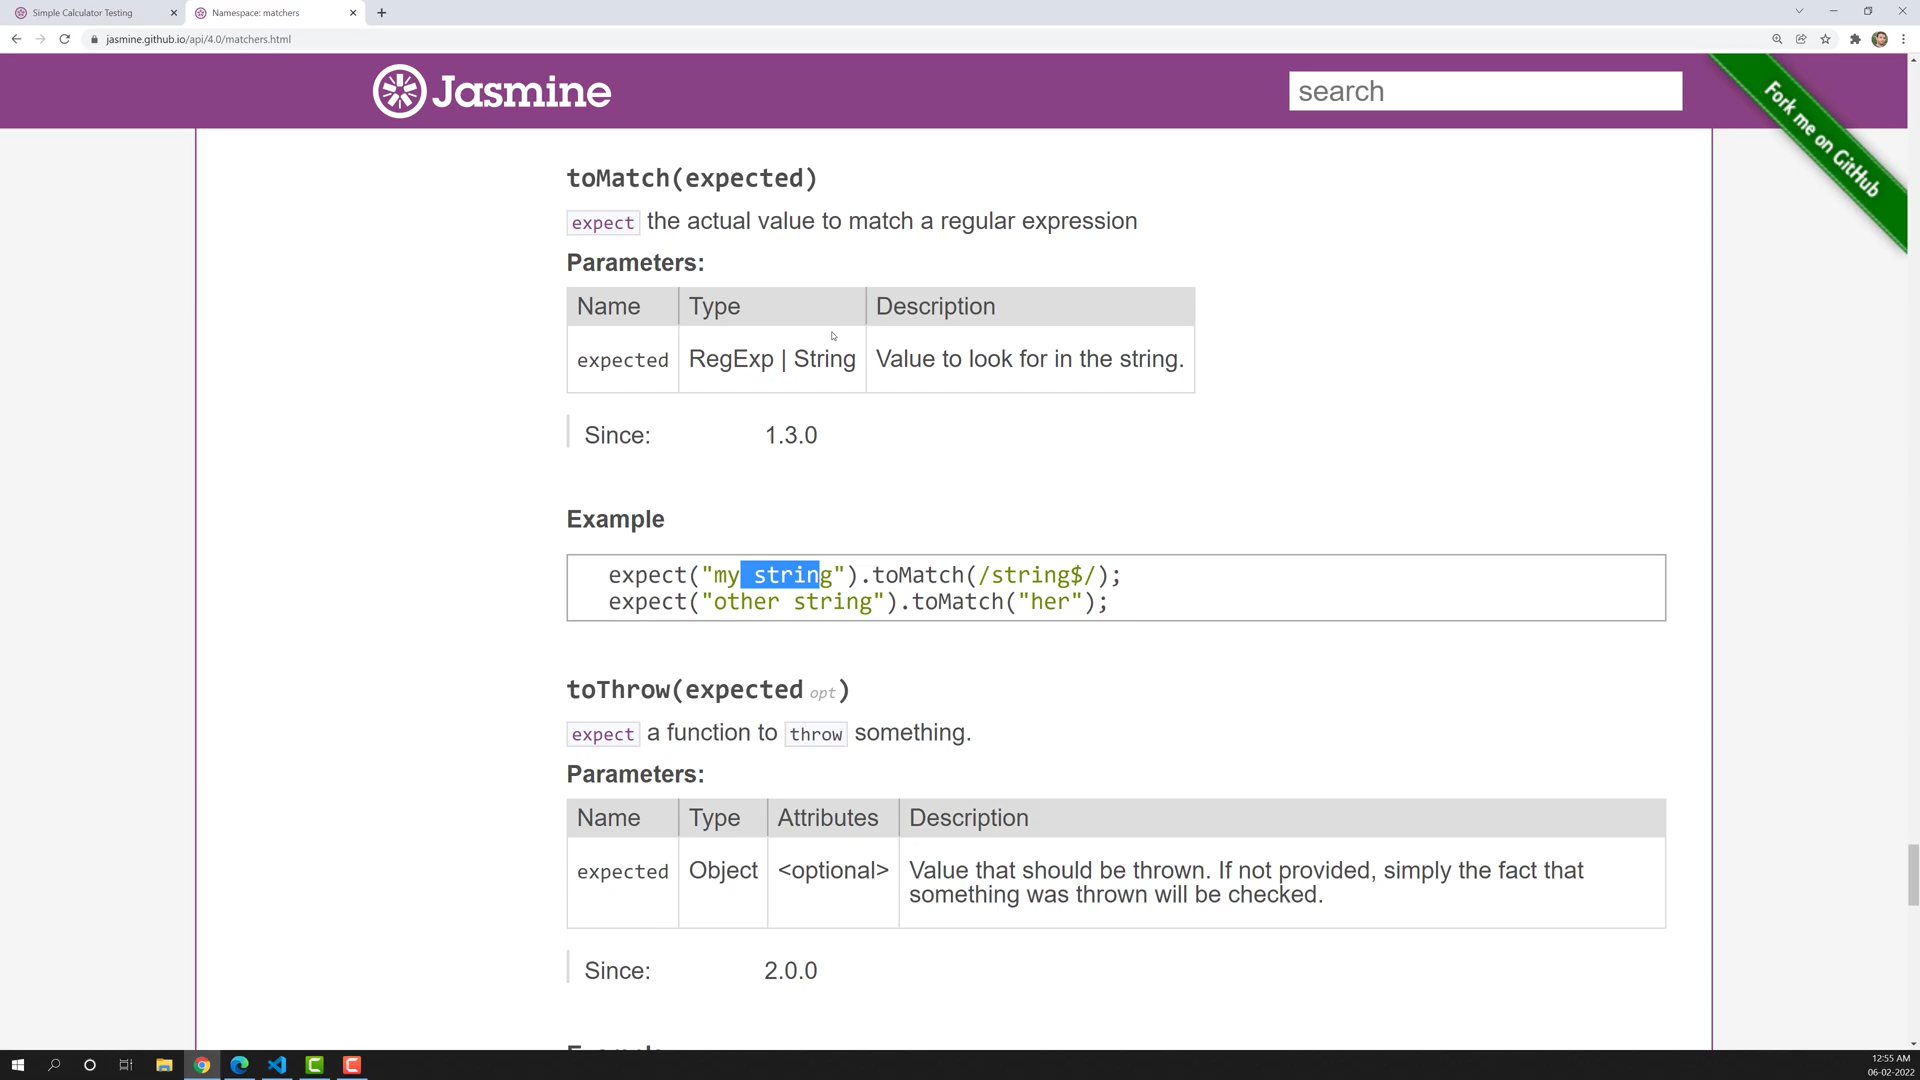 Simple Calculator Testing
Namespace: matchers
jasmine.github.io/api/4.0/matchers.html
Jasmine
search
Fork me on GitHub
toMatch(expected)
expect the actual value to match a regular expression
Parameters:
Name Type Description
expected RegExp | String Value to look for in the string.
Since: 1.3.0
Example
expect("my string").toMatch(/string$/);
expect("other string").toMatch("her");
toThrow(expected opt)
expect a function to throw something.
Parameters:
Name Type Attributes Description
expected Object <optional> Value that should be thrown. If not provided, simply the fact that
something was thrown will be checked.
Since: 2.0.0
12:55 AM
06-02-2022